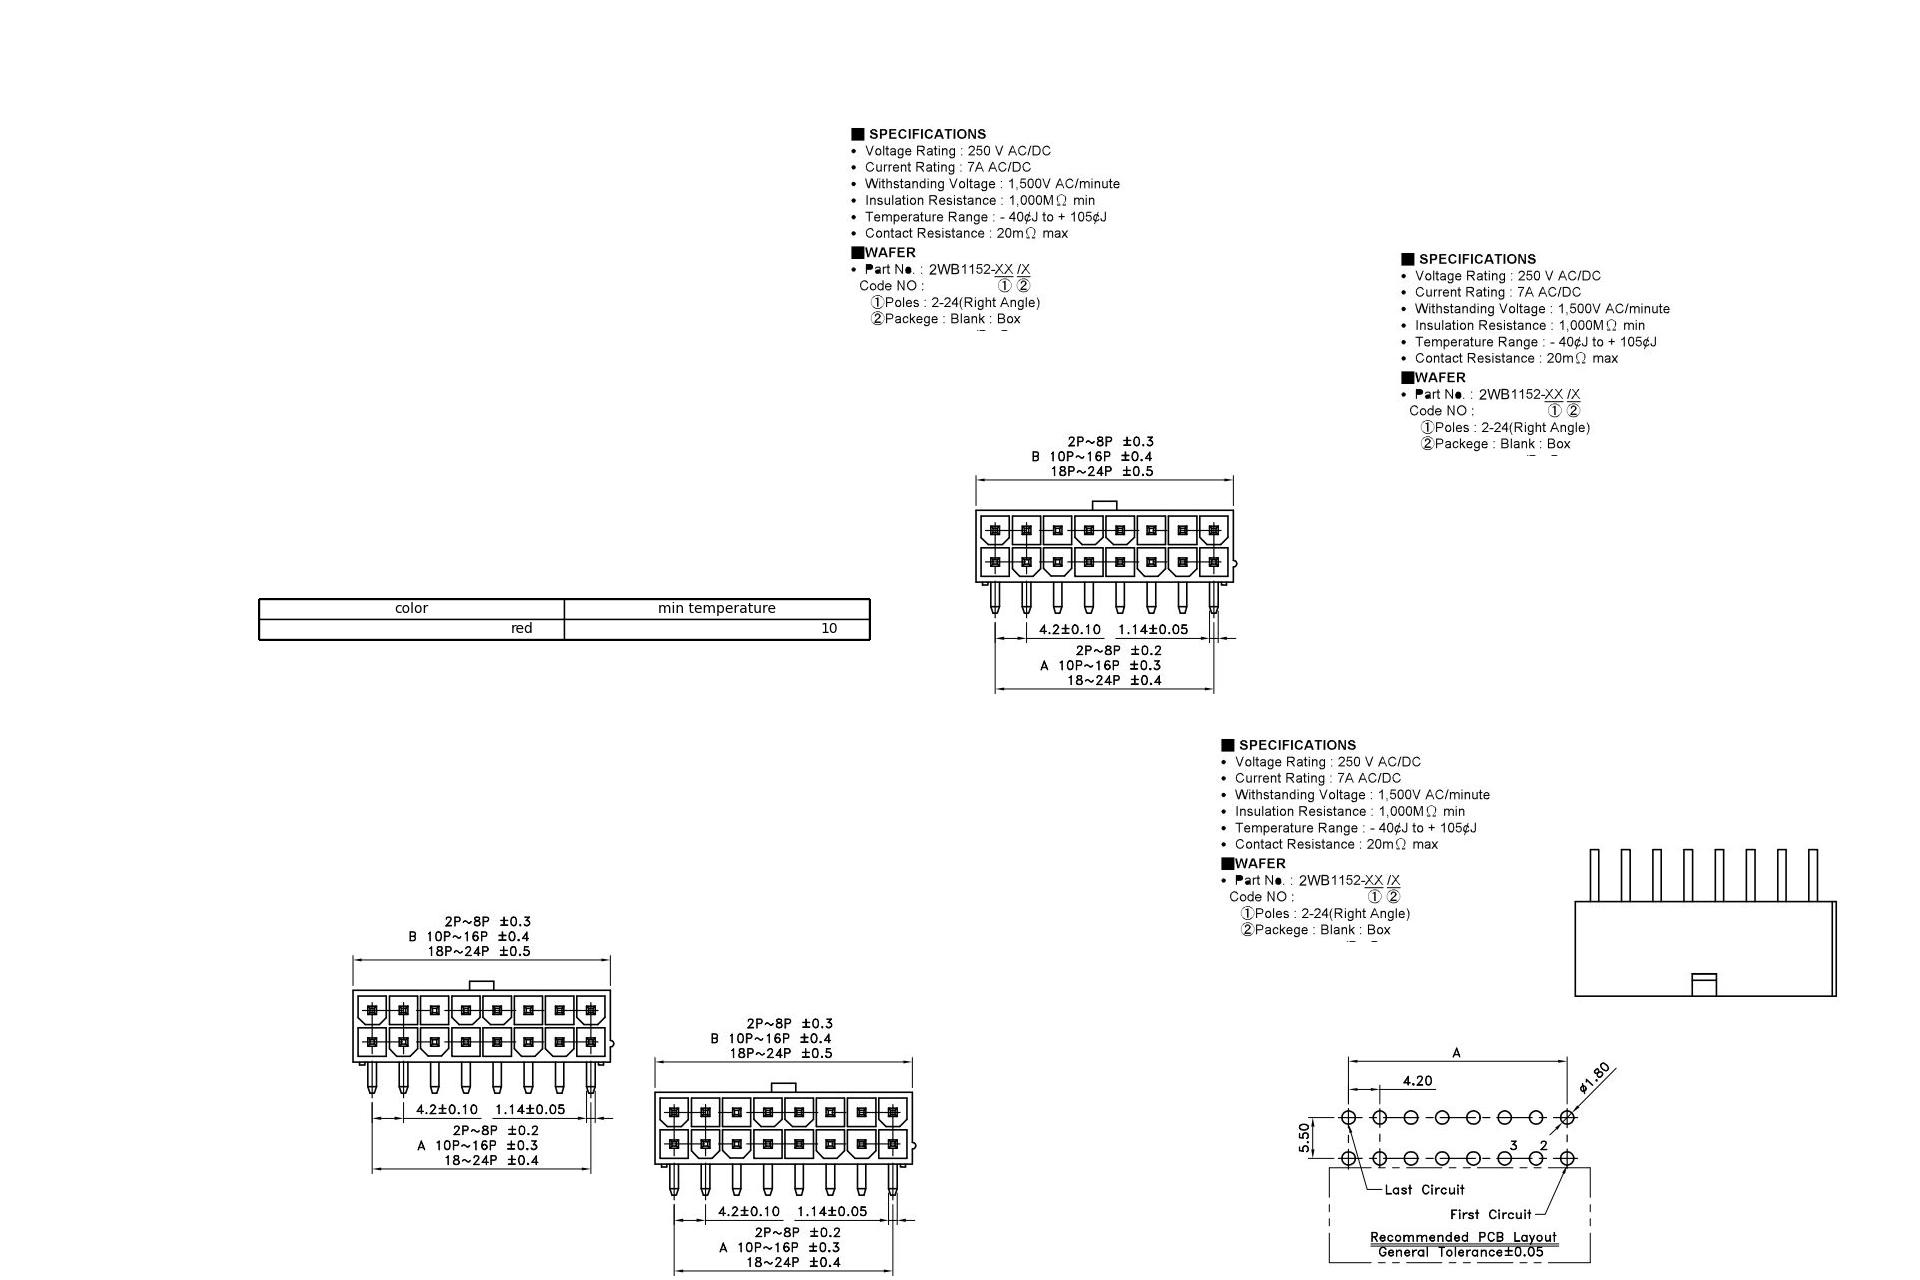 ■ SPECIFICATIONS
• Voltage Rating : 250 V AC/DC
• Current Rating : 7A AC/DC
• Withstanding Voltage : 1,500V AC/minute
• Insulation Resistance : 1,000MΩ min
• Temperature Range : - 40¢J to + 105¢J
• Contact Resistance : 20mΩ max
■WAFER
• Part No. : 2WB1152-XX /X
Code NO : ① ②
①Poles : 2-24(Right Angle)
②Packege : Blank : Box
■ SPECIFICATIONS
• Voltage Rating : 250 V AC/DC
• Current Rating : 7A AC/DC
• Withstanding Voltage : 1,500V AC/minute
• Insulation Resistance : 1,000MΩ min
• Temperature Range : - 40¢J to + 105¢J
• Contact Resistance : 20mΩ max
■WAFER
• Part No. : 2WB1152-XX /X
Code NO : ① ②
①Poles : 2-24(Right Angle)
②Packege : Blank : Box
2P~8P ±0.3
B 10P~16P ±0.4
18P~24P ±0.5
4.2±0.10 1.14±0.05
2P~8P ±0.2
A 10P~16P ±0.3
18~24P ±0.4
color min temperature
red 10
■ SPECIFICATIONS
• Voltage Rating : 250 V AC/DC
• Current Rating : 7A AC/DC
• Withstanding Voltage : 1,500V AC/minute
• Insulation Resistance : 1,000MΩ min
• Temperature Range : - 40¢J to + 105¢J
• Contact Resistance : 20mΩ max
■WAFER
• Part No. : 2WB1152-XX /X
Code NO : ① ②
①Poles : 2-24(Right Angle)
②Packege : Blank : Box
2P~8P ±0.3
B 10P~16P ±0.4
18P~24P ±0.5
4.2±0.10 1.14±0.05
2P~8P ±0.2
A 10P~16P ±0.3
18~24P ±0.4
2P~8P ±0.3
B 10P~16P ±0.4
18P~24P ±0.5
4.2±0.10 1.14±0.05
2P~8P ±0.2
A 10P~16P ±0.3
18~24P ±0.4
A
4.20
ø1.80
5.50
3 2
Last Circuit
First Circuit
Recommended PCB Layout
General Tolerance±0.05